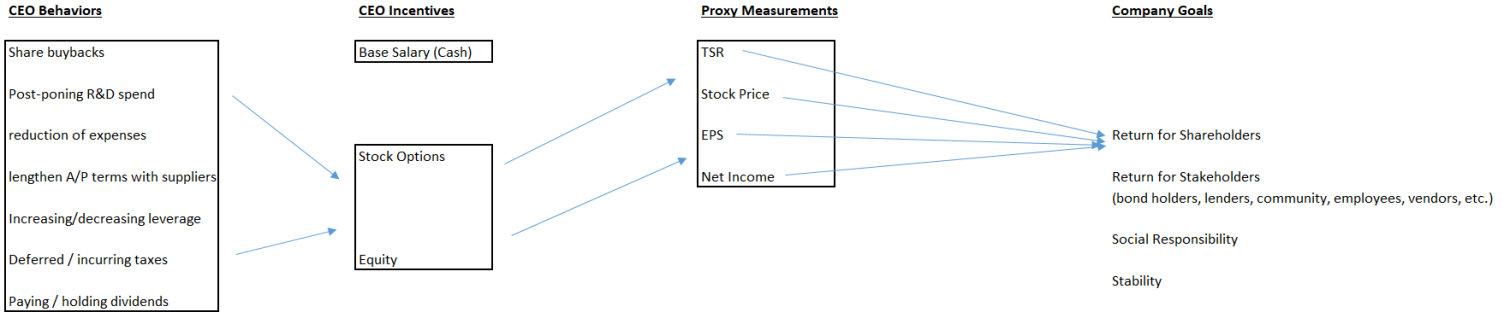 CEO Behaviors
Share buybacks
Post-poning R&D spend
reduction of expenses
lengthen A/P terms with suppliers
Increasing/decreasing leverage
Deferred / incurring taxes
Paying / holding dividends
CEO Incentives
Base Salary (Cash)
Stock Options
Equity
Proxy Measurements
TSR
Stock Price
EPS
Net Income
Company Goals
Return for Shareholders
Return for Stakeholders
(bond holders, lenders, community, employees, vendors, etc.)
Social Responsibility
Stability